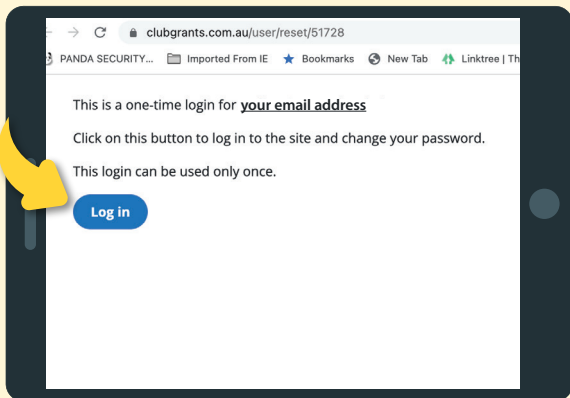 clubgrants.com.au/user/reset/51728
PANDA SECURITY... Imported From IE Bookmarks New Tab Linktree | Th
This is a one-time login for your email address
Click on this button to log in to the site and change your password.
This login can be used only once.
Log in